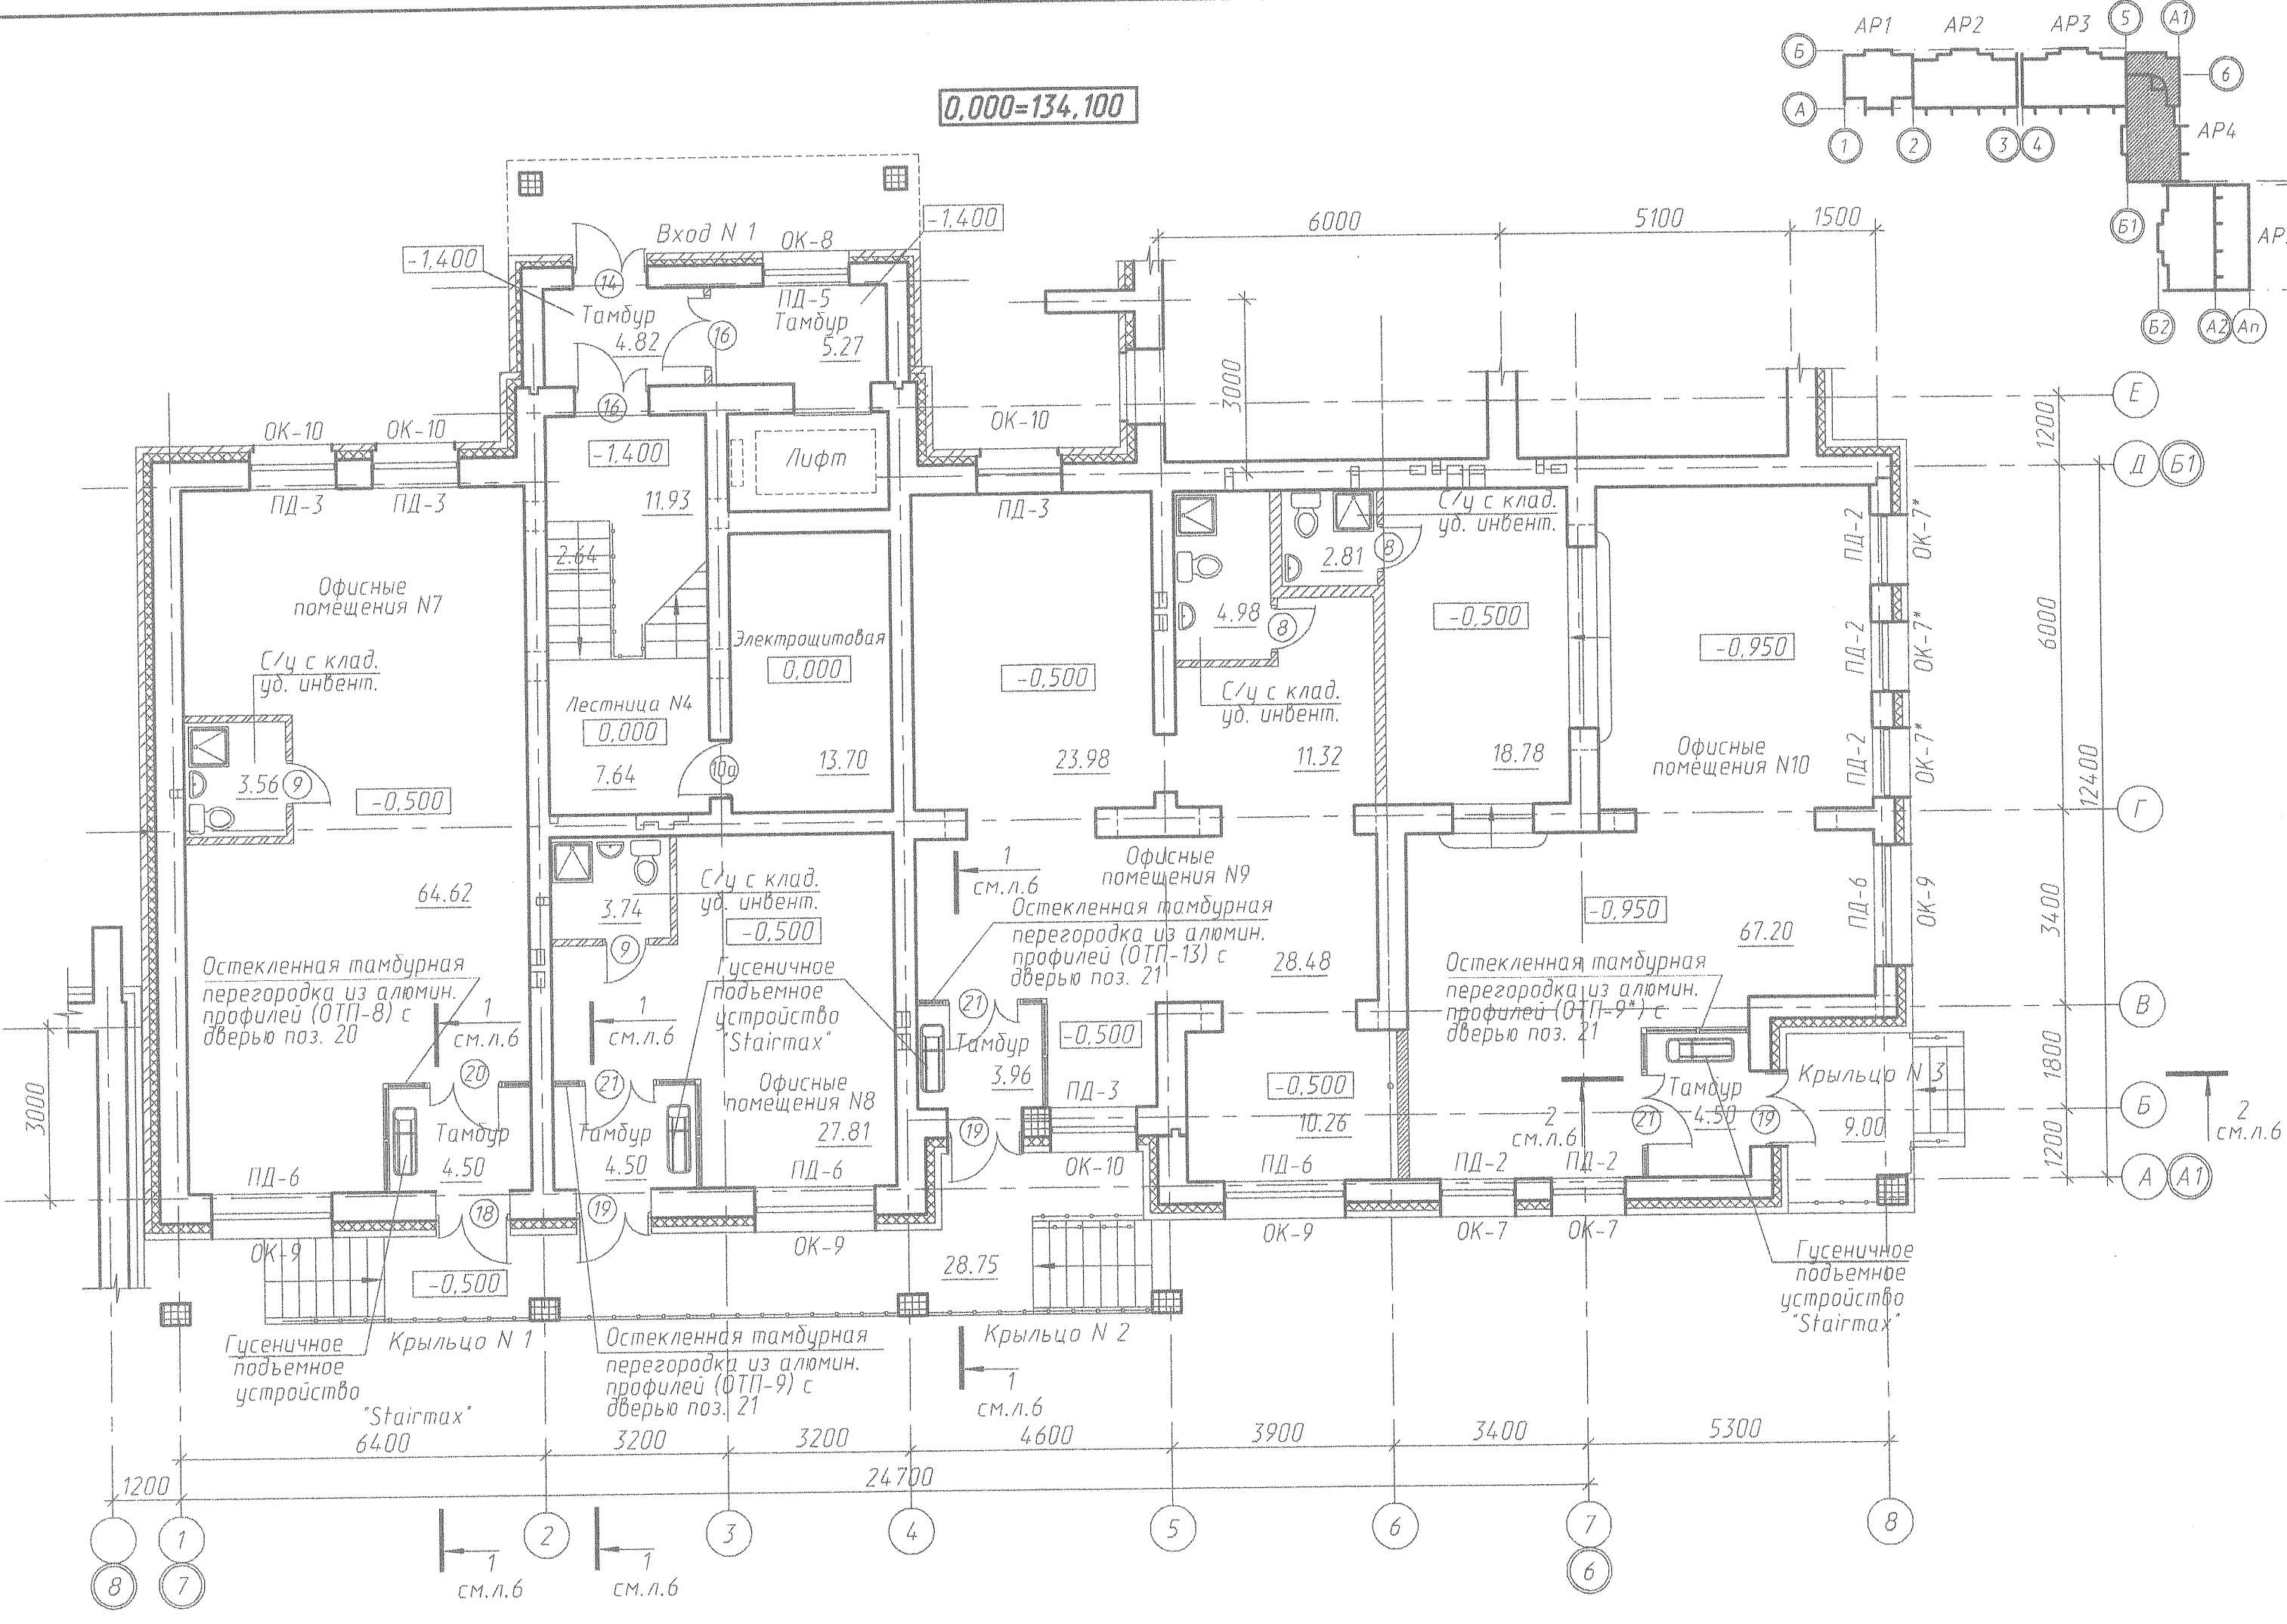 АР1
АР2
АР3
5
А1
Б
6
А
АР4
1
2
3
4
Б1
Б2
А2
Ап
0,000=134,100
-1,400
Вход N 1
ОК-8
-1,400
6000
5100
1500
14
ПД-5
Тамбур
4.82
16
Тамбур
5.27
3000
Е
1200
16
ОК-10
ОК-10
ОК-10
-1,400
Лифт
Д
Б1
ПД-3
ПД-3
11.93
ПД-3
С/у с клад.
уб. инвент.
ПД-2
ОК-7*
2.64
2.81
8
Офисные
помещения N7
4.98
8
-0,500
-0,950
ПД-2
ОК-7*
6000
Электрощитовая
0,000
-0,500
С/у с клад.
уб. инвент.
С/у с клад.
уб. инвент.
Лестница N4
0,000
7.64
10а
13.70
23.98
11.32
18.78
Офисные
помещения N10
ПД-2
ОК-7*
12400
3.56
9
-0,500
Г
Офисные
помещения N9
1
см.л.6
64.62
3.74
С/у с клад.
уб. инвент.
-0,500
9
Остекленная тамбурная
перегородка из алюмин.
профилей (ОТП-13) с
дверью поз. 21
28.48
-0,950
67.20
ПД-6
ОК-9
3400
Остекленная тамбурная
перегородка из алюмин.
профилей (ОТП-8) с
дверью поз. 20
1
см.л.6
1
см.л.6
Гусеничное
подъемное
устройство
"Stairmax"
21
Тамбур
3.96
-0,500
Остекленная тамбурная
перегородка из алюмин.
профилей (ОТП-9*) с
дверью поз. 21
В
20
21
Офисные
помещения N8
27.81
ПД-3
-0,500
10.26
Тамбур
4.50
21
19
Крыльцо N 3
9.00
1800
3000
Тамбур
4.50
Тамбур
4.50
19
2
см.л.6
Б
2
см.л.6
ПД-6
ПД-6
ОК-10
ПД-6
ПД-2
ПД-2
1200
А
А1
18
19
ОК-9
ОК-9
ОК-9
ОК-7
ОК-7
-0,500
28.75
Гусеничное
подъемное
устройство
"Stairmax"
Гусеничное
подъемное
устройство
"Stairmax"
Крыльцо N 1
Остекленная тамбурная
перегородка из алюмин.
профилей (ОТП-9) с
дверью поз. 21
Крыльцо N 2
1
см.л.6
6400
3200
3200
4600
3900
3400
5300
1200
24700
1
2
3
4
5
6
7
8
8
7
6
1
см.л.6
1
см.л.6